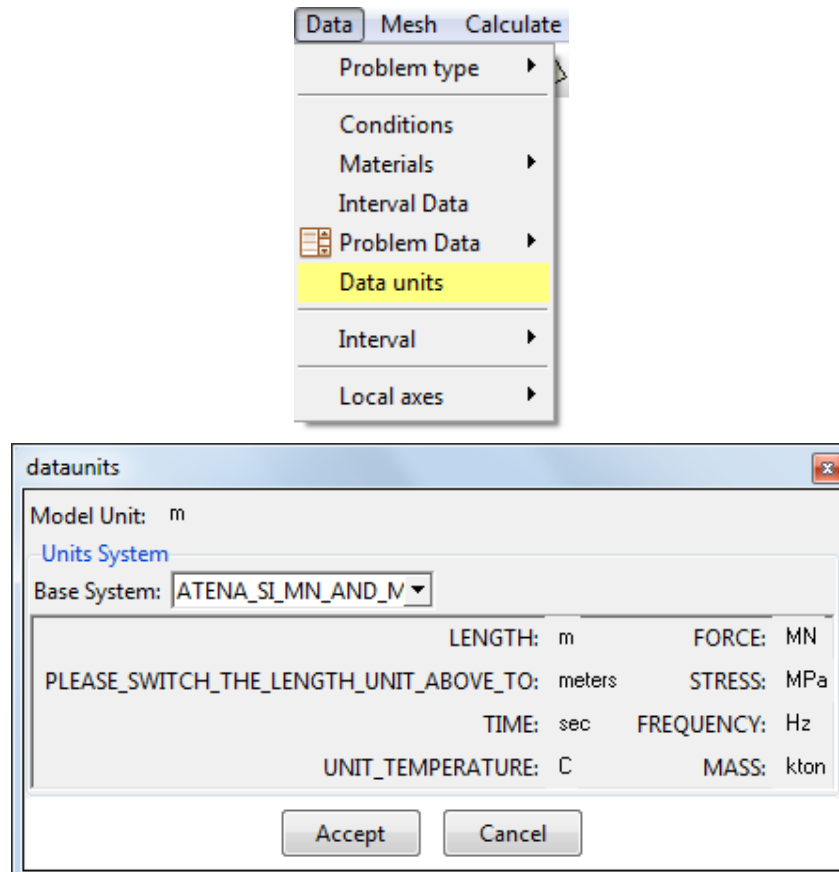 Data Mesh Calculate
Problem type
Conditions
Materials
Interval Data
Problem Data
Data units
Interval
Local axes
dataunits
Model Unit: m
Units System
Base System: ATENA_SI_MN_AND_M
LENGTH: m FORCE: MN
PLEASE_SWITCH_THE_LENGTH_UNIT_ABOVE_TO: meters STRESS: MPa
TIME: sec FREQUENCY: Hz
UNIT_TEMPERATURE: C MASS: kton
Accept Cancel